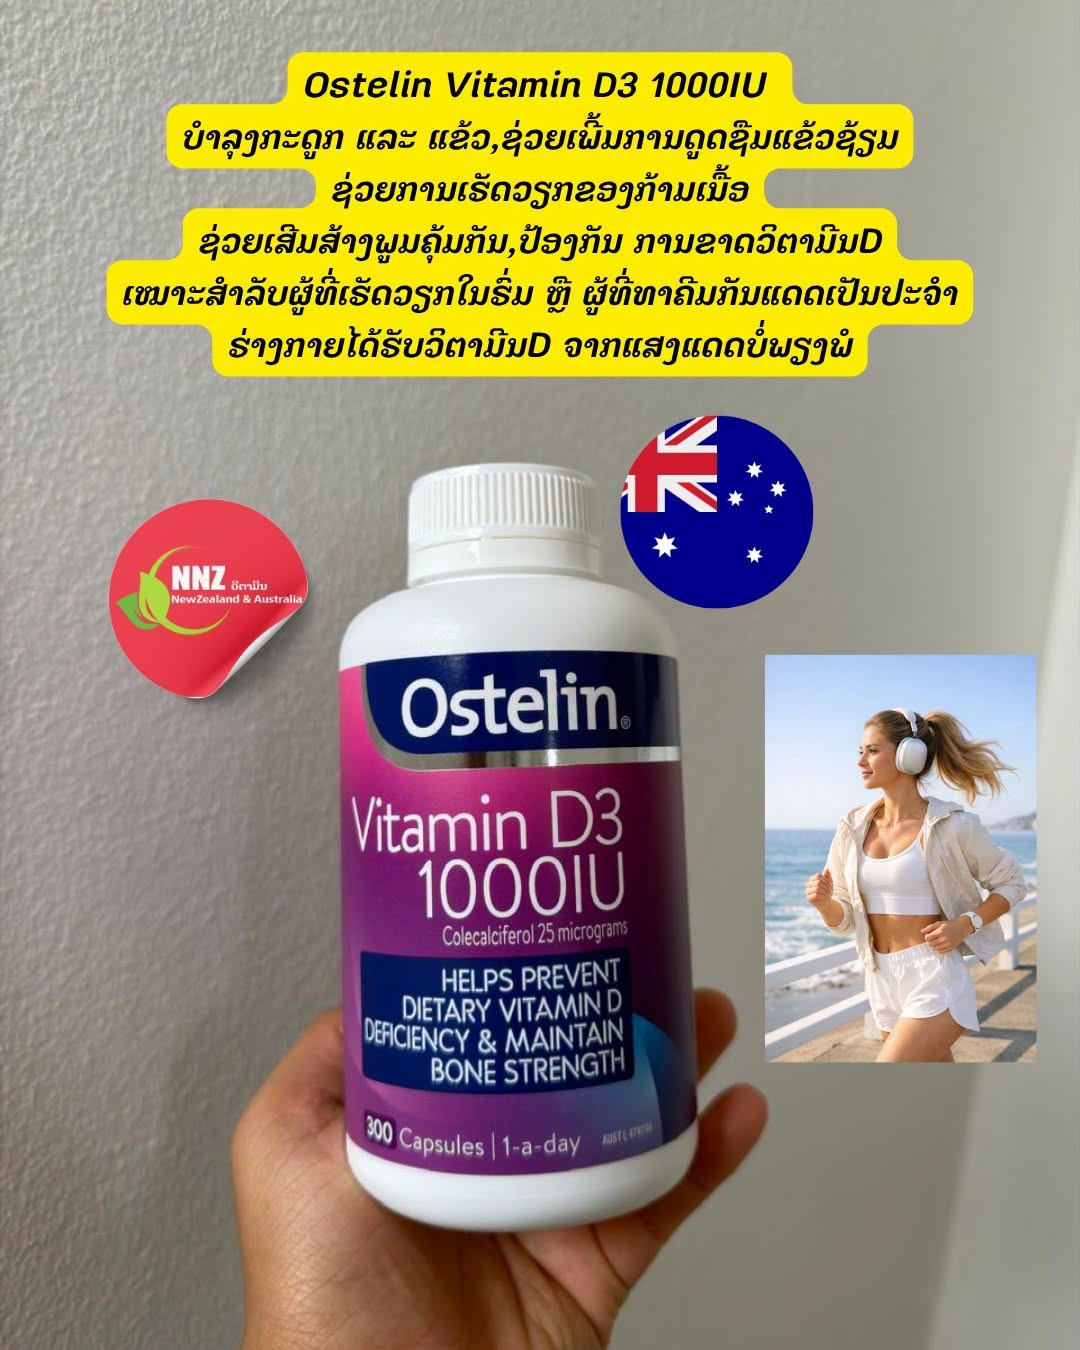 Ostelin Vitamin D3 1000IU
ບຳລຸງກະດູກ ແລະ ແຂ້ວ,ຊ່ວຍເພີ້ມການດູດຊືມແຂ້ວຊ້ຽມ
ຊ່ວຍການເຮັດວຽກຂອງກ້າມເນື້ອ
ຊ່ວຍເສີມສ້າງພູມຄຸ້ມກັນ,ປ້ອງກັນ ການຂາດວິຕາມີນD
ເໝາະສຳລັບຜູ້ທີ່ເຮັດວຽກໃນຮົ່ມ ຫຼື ຜູ້ທີ່ທາຄີມກັນແດດເປັນປະຈຳ
ຮ່າງກາຍໄດ້ຮັບວິຕາມີນD ຈາກແສງແດດບໍ່ພຽງພໍ
NNZ ວິຕາມິນ
NewZealand & Australia
Ostelin®
Vitamin D3
1000IU
Colecalciferol 25 micrograms
HELPS PREVENT
DIETARY VITAMIN D
DEFICIENCY & MAINTAIN
BONE STRENGTH
300 Capsules | 1-a-day
AUST L